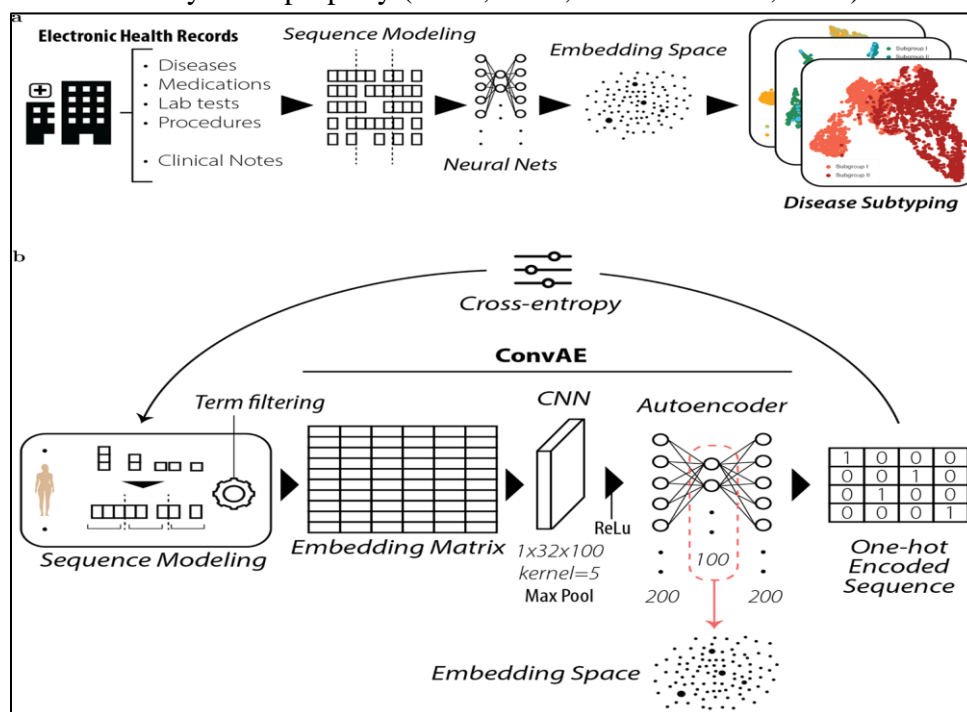 a
Electronic Health Records
• Diseases
• Medications
• Lab tests
• Procedures
• Clinical Notes
Sequence Modeling
Neural Nets
Embedding Space
Subgroup I
Subgroup II
Subgroup I
Subgroup II
Disease Subtyping
b
Cross-entropy
ConvAE
Term filtering
CNN
Autoencoder
Sequence Modeling
Embedding Matrix
1x32x100
kernel=5
Max Pool
ReLu
200
100
200
1 0 0 0
0 0 1 0
0 1 0 0
0 0 0 1
One-hot
Encoded
Sequence
Embedding Space